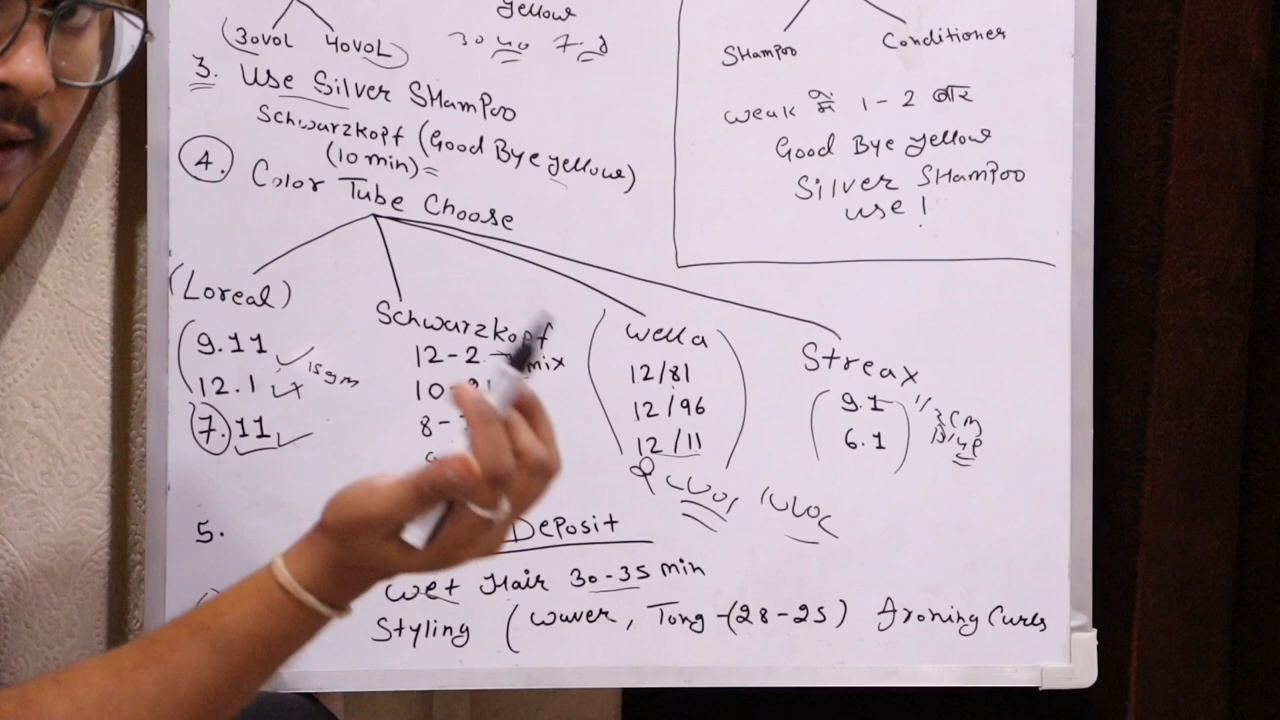 Yellow
(30VOL 40VOL)
30 40 7.8
3. Use Silver SHamPoo
Schwarzkopf (Good Bye yellow)
(10 min)=
4. Color Tube Choose
(Loreal)
9.11
12.1 15gm
7.11
Schwarzkopf
12-2 mix
10-
8-
Wella
12/81
12/96
12/11
Streax
9.1
6.1
5. Deposit
Wet Hair 30-35 min
Styling (Waver, Tong-(28-25) Ironing Curls
SHampoo Conditioner
weak में 1-2 बार
Good Bye yellow
Silver SHampoo
use!